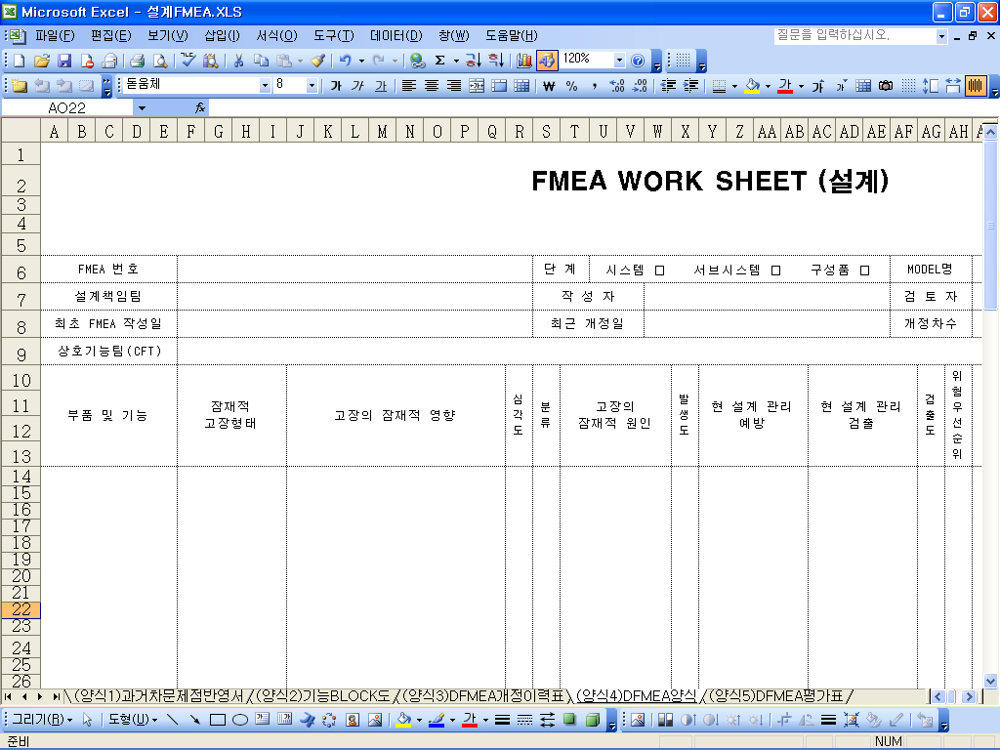 Microsoft Excel - 설계FMEA.XLS
파일(F) 편집(E) 보기(V) 삽입(I) 서식(O) 도구(T) 데이터(D) 창(W) 도움말(H) 질문을 입력하십시오.
120%
돋움체 8 가 가 가
AO22 fx
A B C D E F G H I J K L M N O P Q R S T U V W X Y Z AA AB AC AD AE AF AG AH
1
2 FMEA WORK SHEET (설계)
3
4
5
6 FMEA 번호 단 계 시스템 □ 서브시스템 □ 구성품 □ MODEL명
7 설계책임팀 작 성 자 검 토 자
8 최초 FMEA 작성일 최근 개정일 개정차수
9 상호기능팀(CFT)
10
11
12
13
부품 및 기능
잠재적
고장형태
고장의 잠재적 영향
심각도
분류
고장의
잠재적 원인
발생도
현 설계 관리
예방
현 설계 관리
검출
검출도
위험우선순위
14
15
16
17
18
19
20
21
22
23
24
25
26
(양식1)과거차문제점반영서 (양식2)기능BLOCK도 (양식3)DFMEA개정이력표 (양식4)DFMEA양식 (양식5)DFMEA평가표
그리기(R) 도형(U)
준비 NUM